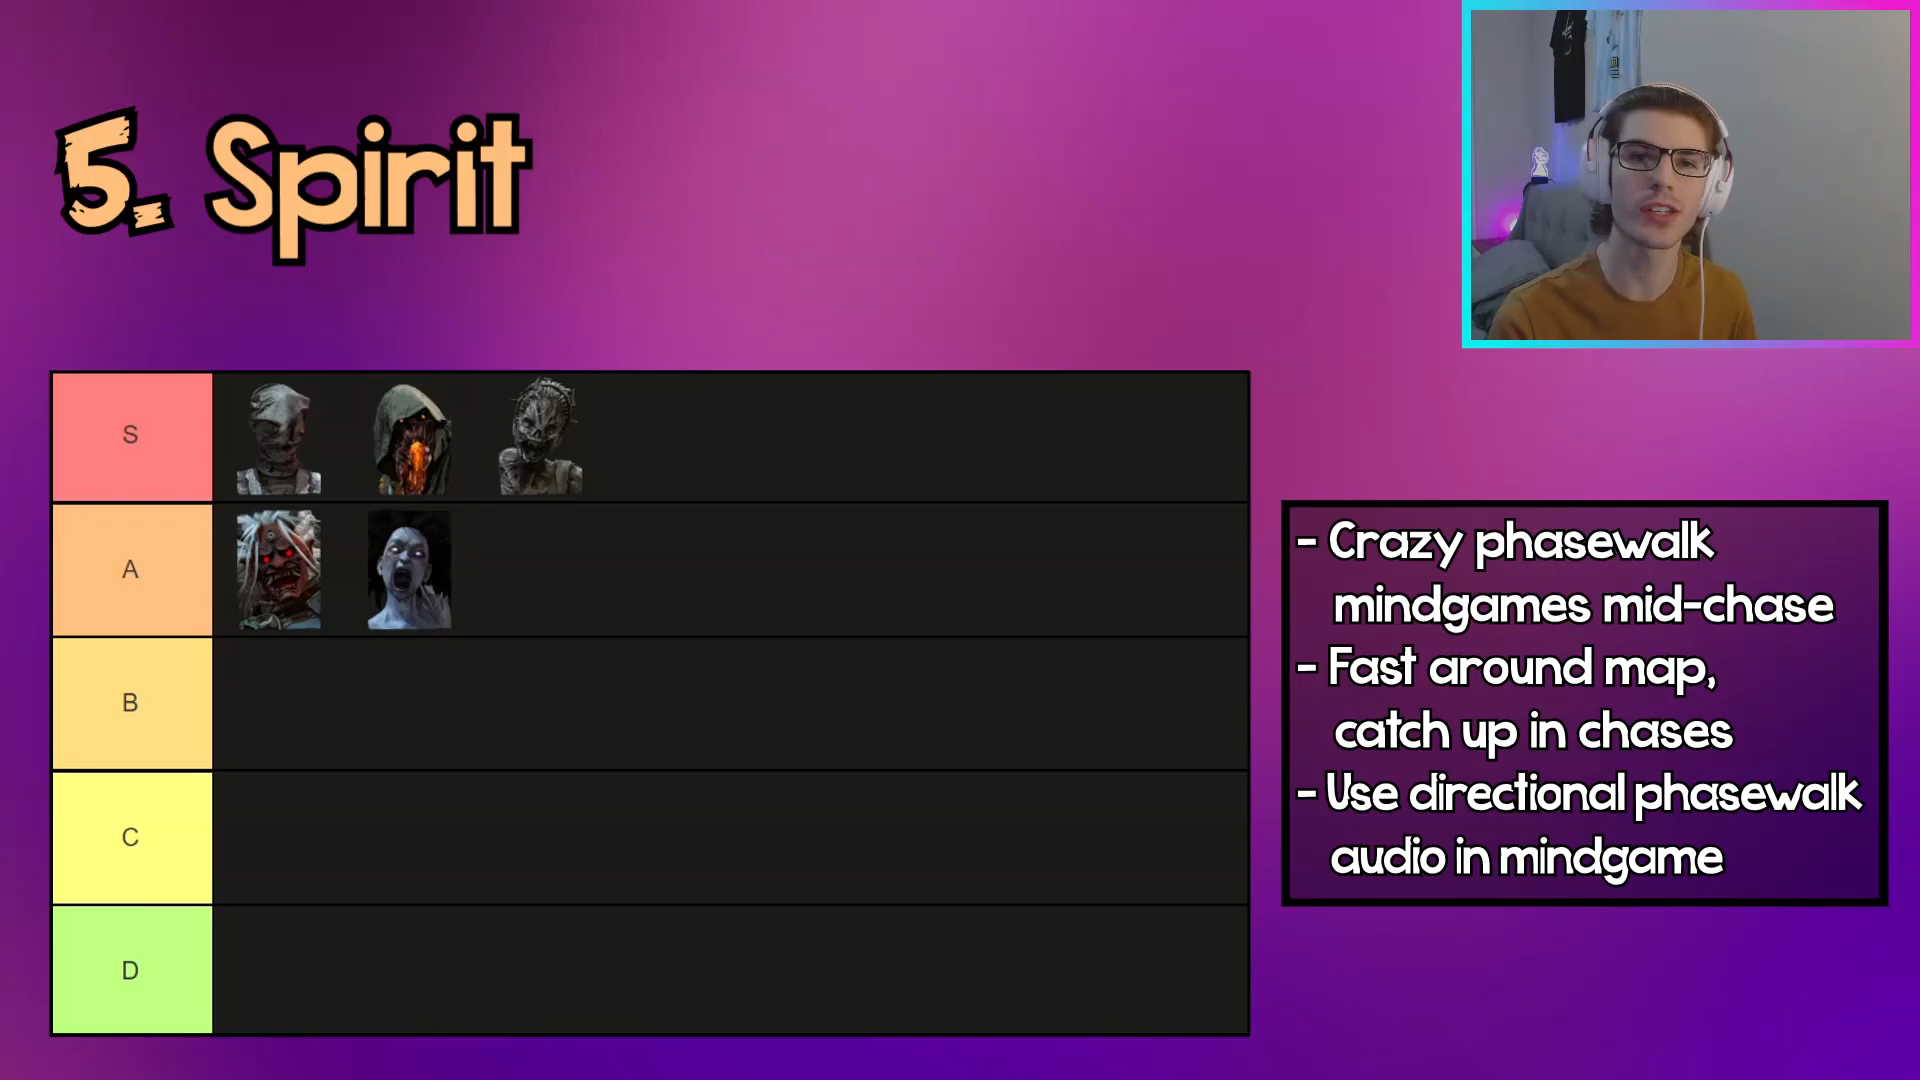 5. Spirit
S
A
B
C
D
- Crazy phasewalk
mindgames mid-chase
- Fast around map,
catch up in chases
- Use directional phasewalk
audio in mindgame